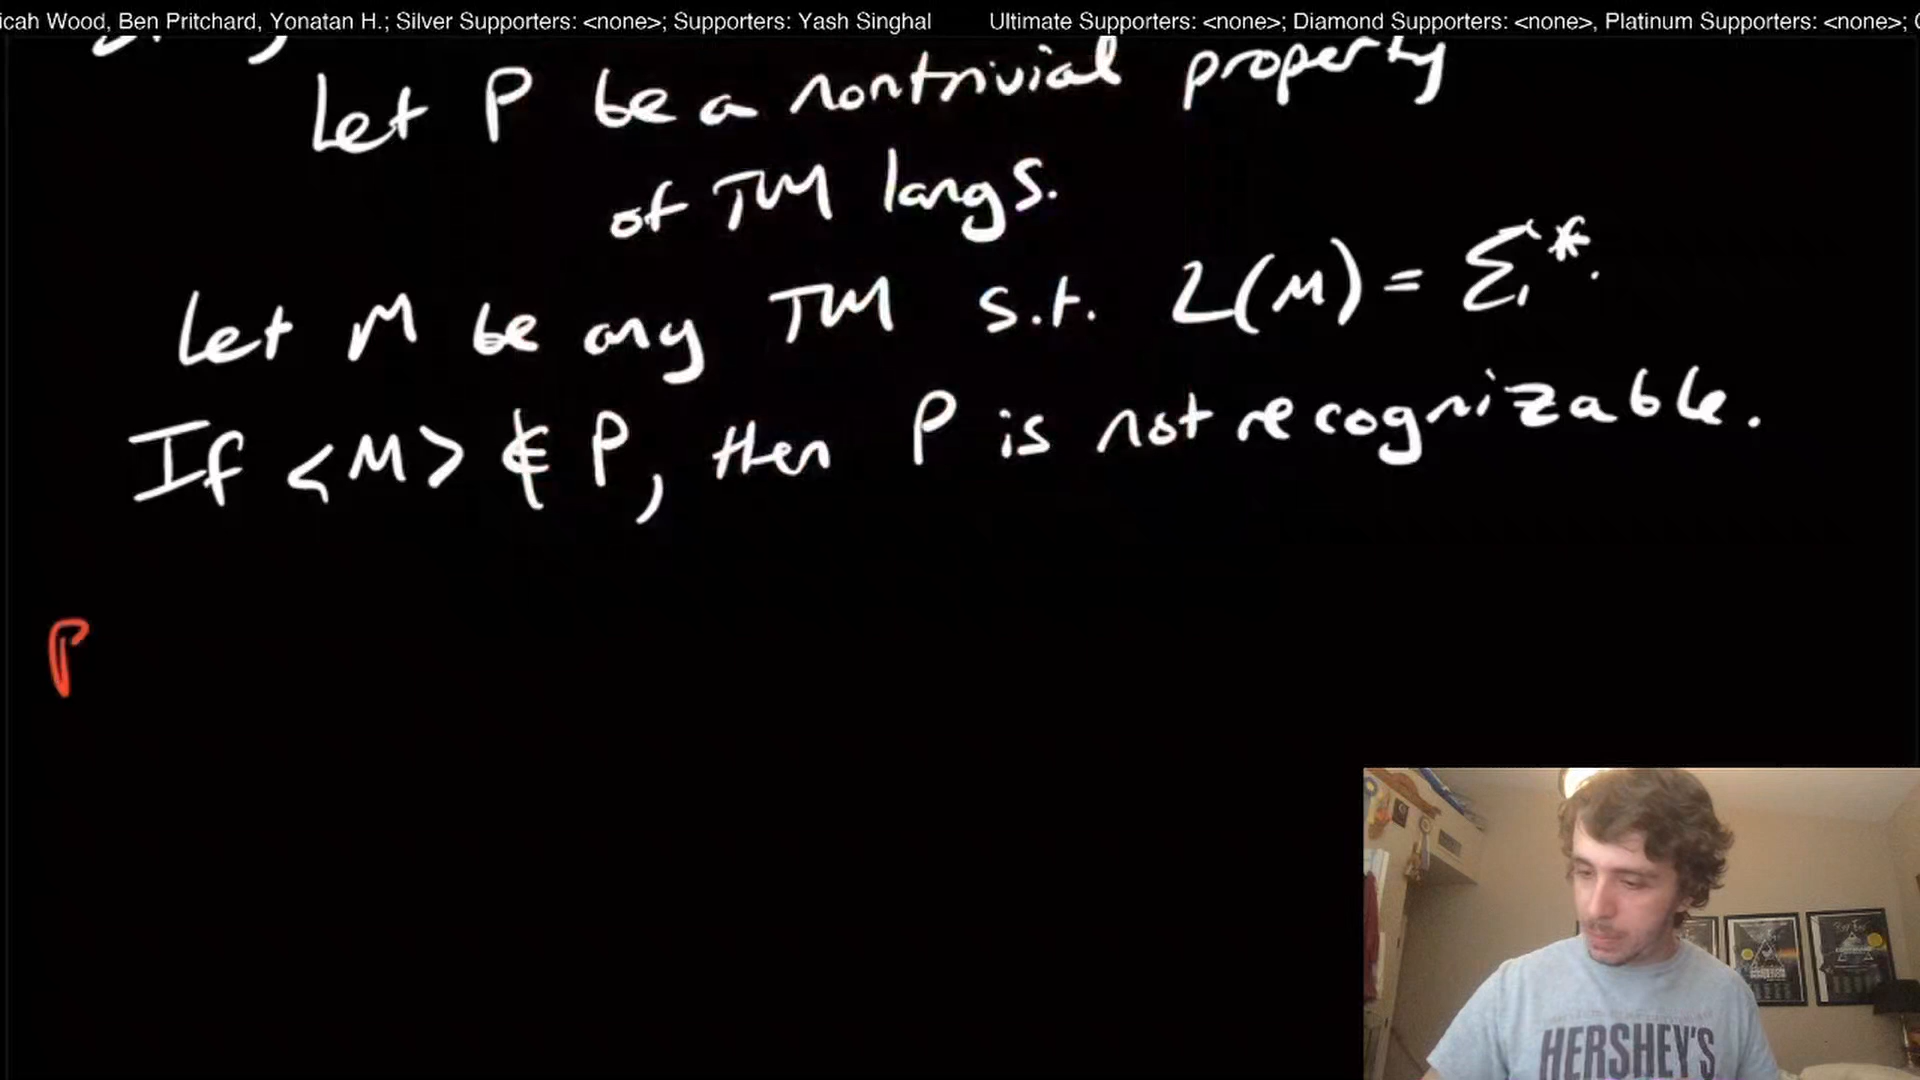 icah Wood, Ben Pritchard, Yonatan H.; Silver Supporters: <none>; Supporters: Yash Singhal Ultimate Supporters: <none>; Diamond Supporters: <none>, Platinum Supporters: <none>;
Let P be a nontrivial property
of TM langs.
Let M be any TM s.t. L(M) = Σ*.
If <M> ∉ P, then P is not recognizable.
P
HERSHEY'S